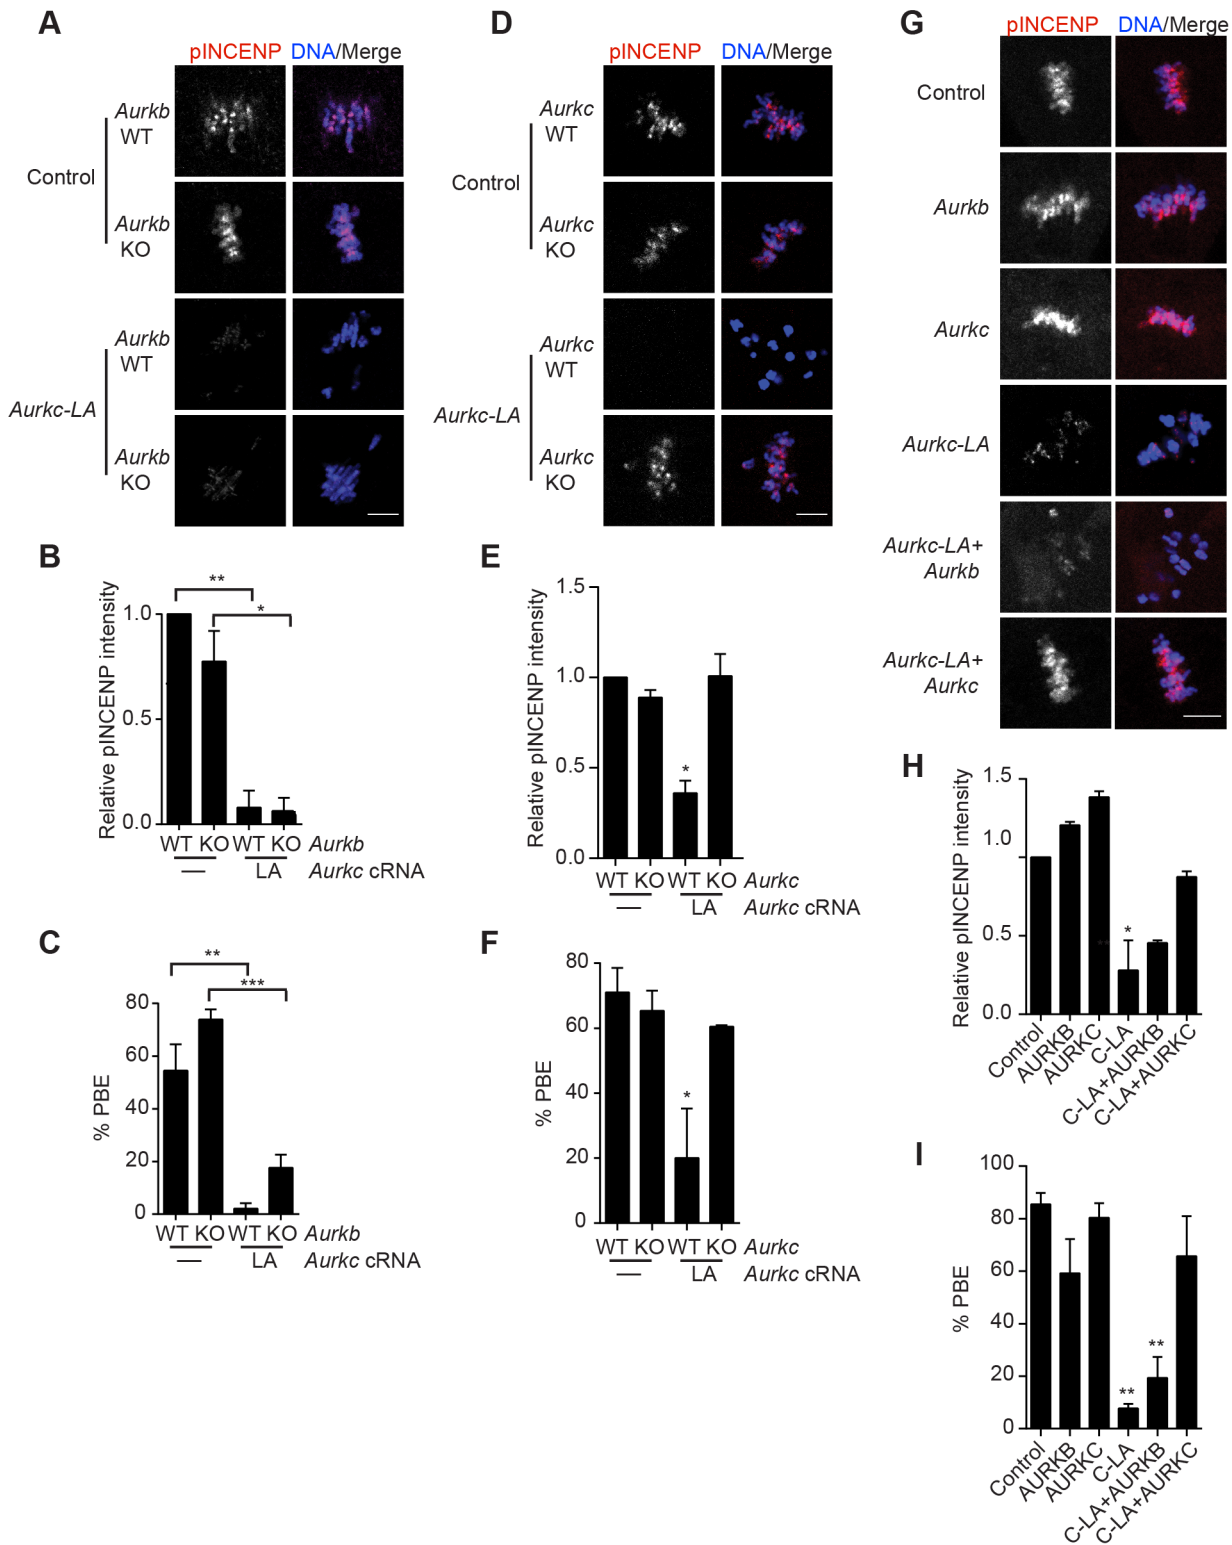 A
pINCENP DNA/Merge
Aurkb
WT
Control
Aurkb
KO
Aurkb
WT
Aurkc-LA
Aurkb
KO
B
Relative pINCENP intensity
**
*
1.0
0.5
0.0
WT KO WT KO Aurkb
— LA Aurkc cRNA
C
% PBE
**
***
80
60
40
20
0
WT KO WT KO Aurkb
— LA Aurkc cRNA
D
pINCENP DNA/Merge
Aurkc
WT
Control
Aurkc
KO
Aurkc
WT
Aurkc-LA
Aurkc
KO
E
Relative pINCENP intensity
1.5
1.0
0.5
0.0
*
WT KO WT KO Aurkc
— LA Aurkc cRNA
F
% PBE
80
60
40
20
0
*
WT KO WT KO Aurkc
— LA Aurkc cRNA
G
pINCENP DNA/Merge
Control
Aurkb
Aurkc
Aurkc-LA
Aurkc-LA+
Aurkb
Aurkc-LA+
Aurkc
H
Relative pINCENP intensity
1.5
1.0
0.5
0.0
**
*
Control
AURKB
AURKC
C-LA
C-LA+AURKB
C-LA+AURKC
I
% PBE
100
80
60
40
20
0
**
**
Control
AURKB
AURKC
C-LA
C-LA+AURKB
C-LA+AURKC